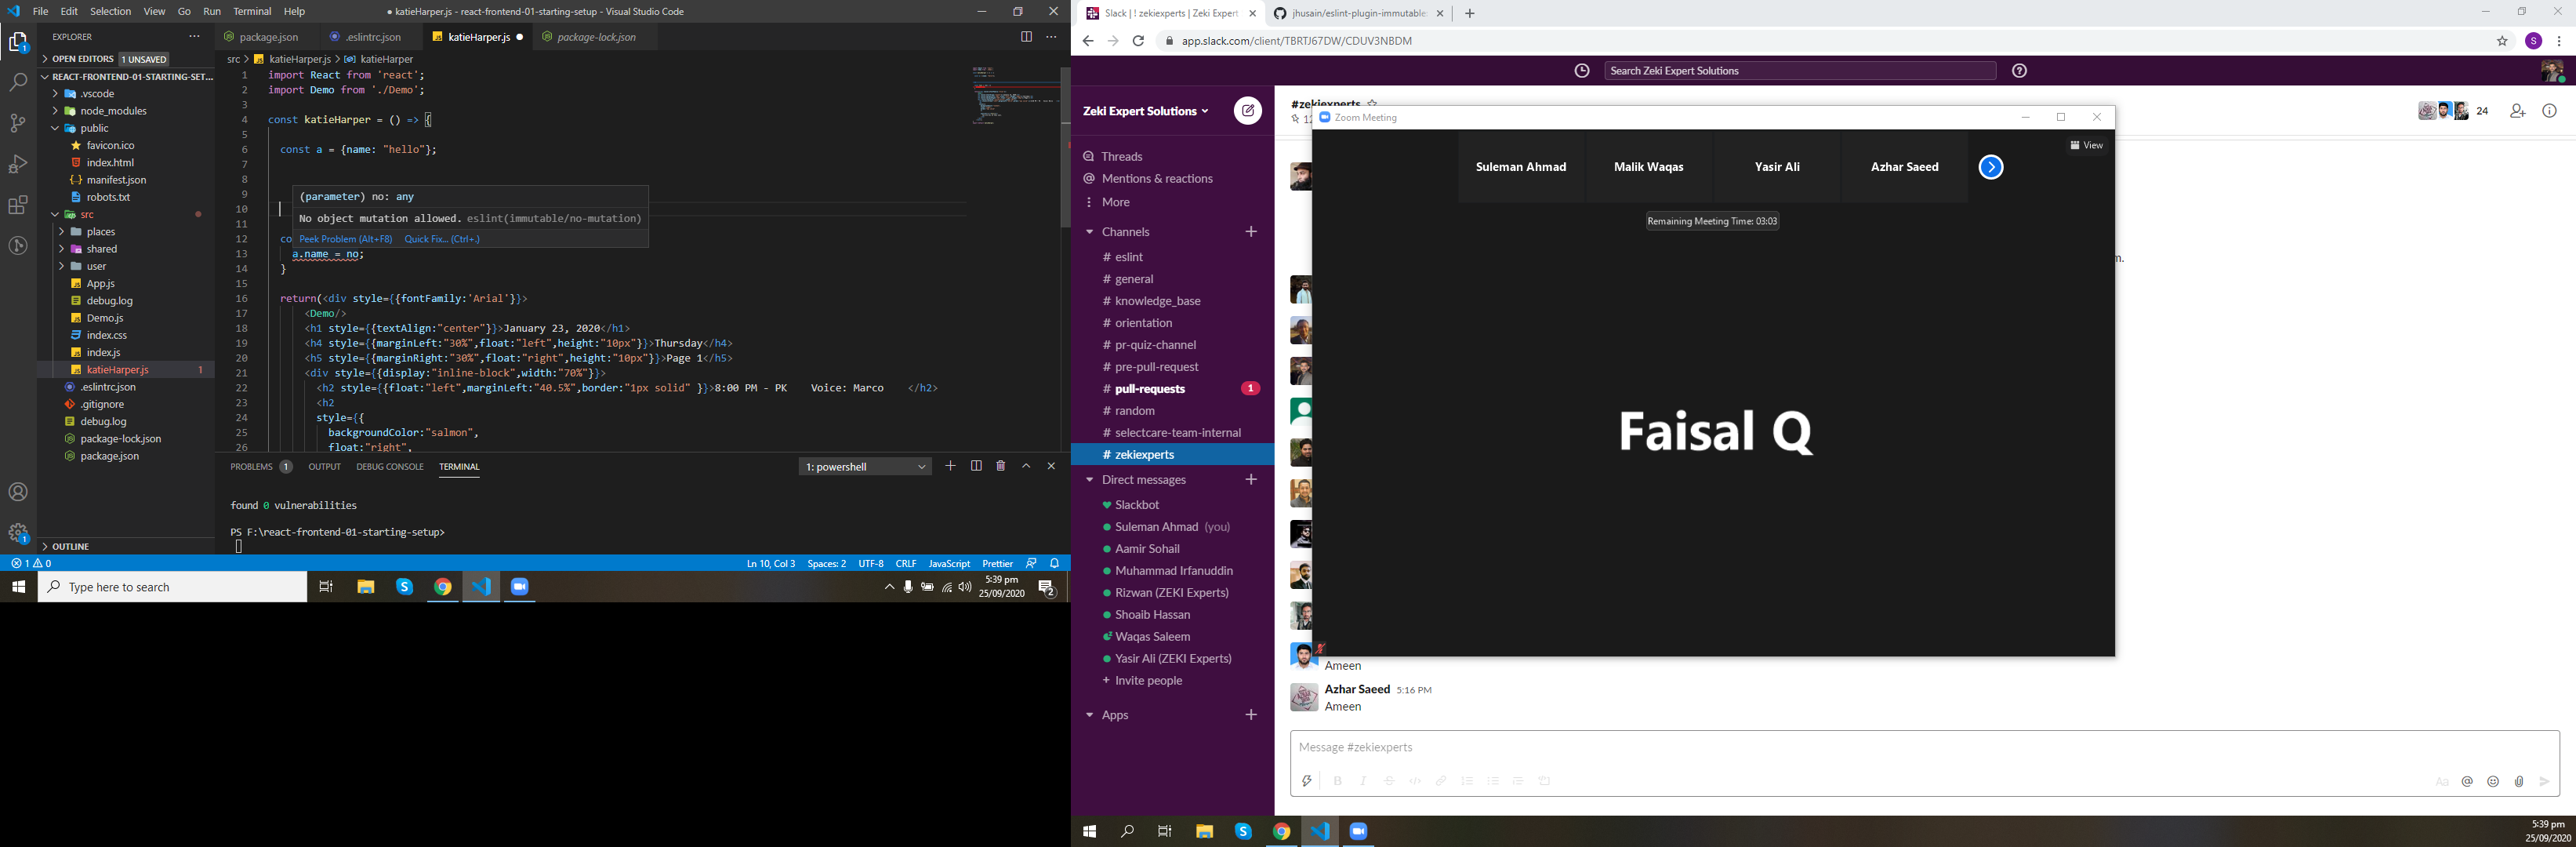 File Edit Selection View Go Run Terminal Help
● katieHarper.js - react-frontend-01-starting-setup - Visual Studio Code
EXPLORER
OPEN EDITORS 1 UNSAVED
REACT-FRONTEND-01-STARTING-SET...
.vscode
node_modules
public
favicon.ico
index.html
manifest.json
robots.txt
src
places
shared
user
App.js
debug.log
Demo.js
index.css
index.js
katieHarper.js 1
.eslintrc.json
.gitignore
debug.log
package-lock.json
package.json
OUTLINE
package.json .eslintrc.json katieHarper.js ● package-lock.json
src > katieHarper.js > katieHarper
1 import React from 'react';
2 import Demo from './Demo';
3
4 const katieHarper = () => {
5
6 const a = {name: "hello"};
7
8
9
(parameter) no: any
10
No object mutation allowed. eslint(immutable/no-mutation)
11
12 co
Peek Problem (Alt+F8) Quick Fix... (Ctrl+.)
13 a.name = no;
14 }
15
16 return(<div style={{fontFamily:'Arial'}}>
17 <Demo/>
18 <h1 style={{textAlign:"center"}}>January 23, 2020</h1>
19 <h4 style={{marginLeft:"30%",float:"left",height:"10px"}}>Thursday</h4>
20 <h5 style={{marginRight:"30%",float:"right",height:"10px"}}>Page 1</h5>
21 <div style={{display:"inline-block",width:"70%"}}>
22 <h2 style={{float:"left",marginLeft:"40.5%",border:"1px solid" }}>8:00 PM - PK    Voice: Marco    </h2>
23 <h2
24 style={{
25 backgroundColor:"salmon",
26 float:"right",
PROBLEMS 1 OUTPUT DEBUG CONSOLE TERMINAL
1: powershell
found 0 vulnerabilities
PS F:\react-frontend-01-starting-setup>
1 0
Ln 10, Col 3 Spaces: 2 UTF-8 CRLF JavaScript Prettier
Type here to search
5:39 pm
25/09/2020
2
Slack | ! zekiexperts | Zeki Expert
jhusain/eslint-plugin-immutable:
app.slack.com/client/TBRTJ67DW/CDUV3NBDM
S
Search Zeki Expert Solutions
Zeki Expert Solutions
Threads
Mentions & reactions
More
Channels
# eslint
# general
# knowledge_base
# orientation
# pr-quiz-channel
# pre-pull-request
# pull-requests 1
# random
# selectcare-team-internal
# zekiexperts
Direct messages
Slackbot
Suleman Ahmad (you)
Aamir Sohail
Muhammad Irfanuddin
Rizwan (ZEKI Experts)
Shoaib Hassan
Waqas Saleem
Yasir Ali (ZEKI Experts)
+ Invite people
Apps
#zekiexperts
24
Zoom Meeting
View
Suleman Ahmad Malik Waqas Yasir Ali Azhar Saeed
Remaining Meeting Time: 03:03
m.
Faisal Q
Ameen
Azhar Saeed 5:16 PM
Ameen
Message #zekiexperts
5:39 pm
25/09/2020